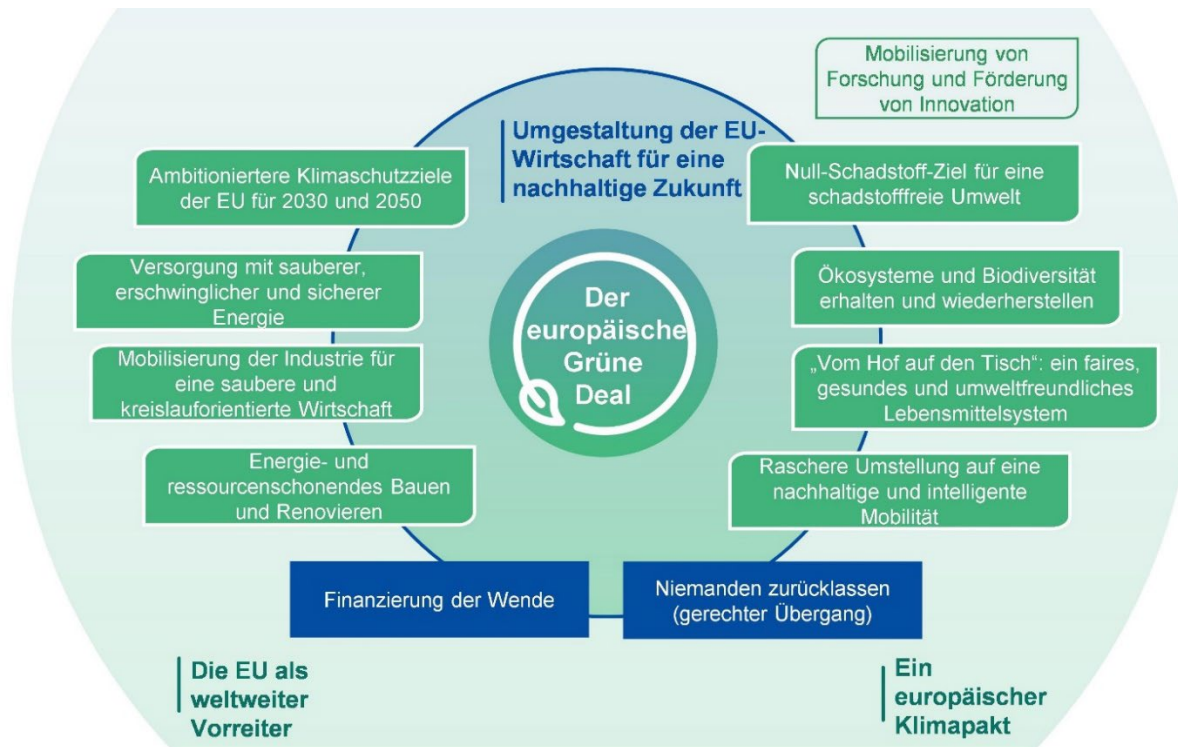 Mobilisierung von
Forschung und Förderung
von Innovation
Umgestaltung der EU-
Wirtschaft für eine
nachhaltige Zukunft
Ambitioniertere Klimaschutzziele
der EU für 2030 und 2050
Null-Schadstoff-Ziel für eine
schadstofffreie Umwelt
Versorgung mit sauberer,
erschwinglicher und sicherer
Energie
Ökosysteme und Biodiversität
erhalten und wiederherstellen
Der
europäische
Grüne
Deal
Mobilisierung der Industrie für
eine saubere und
kreislauforientierte Wirtschaft
„Vom Hof auf den Tisch“: ein faires,
gesundes und umweltfreundliches
Lebensmittelsystem
Energie- und
ressourcenschonendes Bauen
und Renovieren
Raschere Umstellung auf eine
nachhaltige und intelligente
Mobilität
Finanzierung der Wende
Niemanden zurücklassen
(gerechter Übergang)
Die EU als
weltweiter
Vorreiter
Ein
europäischer
Klimapakt